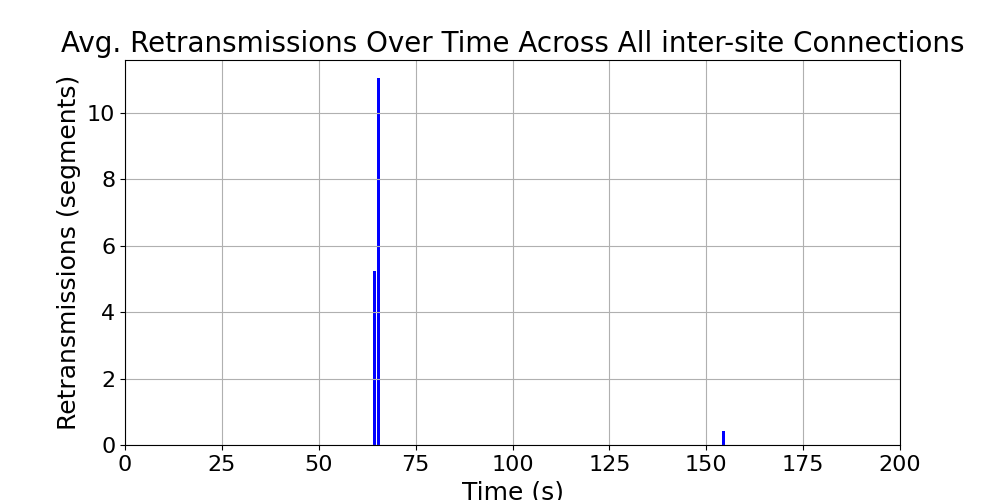 Avg. Retransmissions Over Time Across All inter-site Connections
Retransmissions (segments)
10
8
6
4
2
0
0 25 50 75 100 125 150 175 200
Time (s)